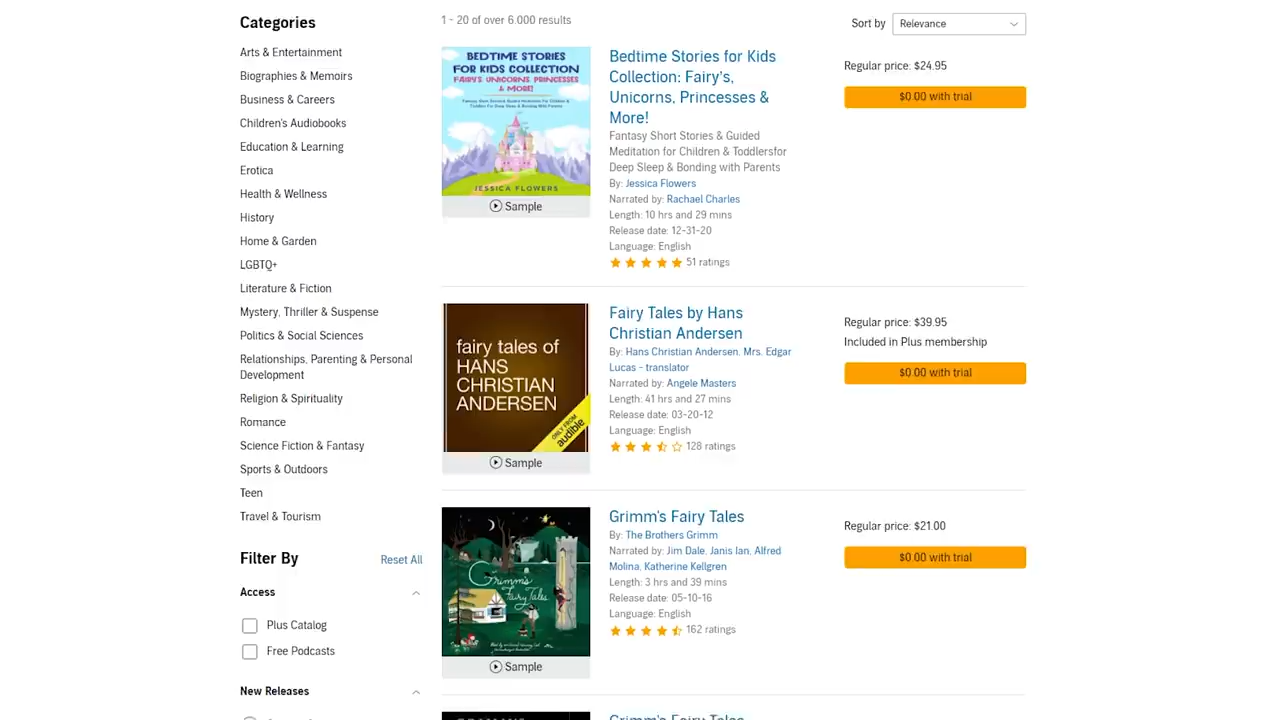 Categories
Arts & Entertainment
Biographies & Memoirs
Business & Careers
Children's Audiobooks
Education & Learning
Erotica
Health & Wellness
History
Home & Garden
LGBTQ+
Literature & Fiction
Mystery, Thriller & Suspense
Politics & Social Sciences
Relationships, Parenting & Personal
Development
Religion & Spirituality
Romance
Science Fiction & Fantasy
Sports & Outdoors
Teen
Travel & Tourism
Filter By
Reset All
Access
Plus Catalog
Free Podcasts
New Releases
1 - 20 of over 6,000 results
Sort by
Relevance
BEDTIME STORIES
FOR KIDS COLLECTION
FAIRY'S, UNICORNS, PRINCESSES
& MORE!
JESSICA FLOWERS
Sample
Bedtime Stories for Kids
Collection: Fairy's,
Unicorns, Princesses &
More!
Fantasy Short Stories & Guided
Meditation for Children & Toddlersfor
Deep Sleep & Bonding with Parents
By: Jessica Flowers
Narrated by: Rachael Charles
Length: 10 hrs and 29 mins
Release date: 12-31-20
Language: English
51 ratings
Regular price: $24.95
$0.00 with trial
fairy tales of
HANS
CHRISTIAN
ANDERSEN
ONLY FROM
audible
Sample
Fairy Tales by Hans
Christian Andersen
By: Hans Christian Andersen, Mrs. Edgar
Lucas - translator
Narrated by: Angele Masters
Length: 41 hrs and 27 mins
Release date: 03-20-12
Language: English
128 ratings
Regular price: $39.95
Included in Plus membership
$0.00 with trial
Grimm's
Fairy Tales
Sample
Grimm's Fairy Tales
By: The Brothers Grimm
Narrated by: Jim Dale, Janis Ian, Alfred
Molina, Katherine Kellgren
Length: 3 hrs and 39 mins
Release date: 05-10-16
Language: English
162 ratings
Regular price: $21.00
$0.00 with trial
Grimm's Fairy Tales